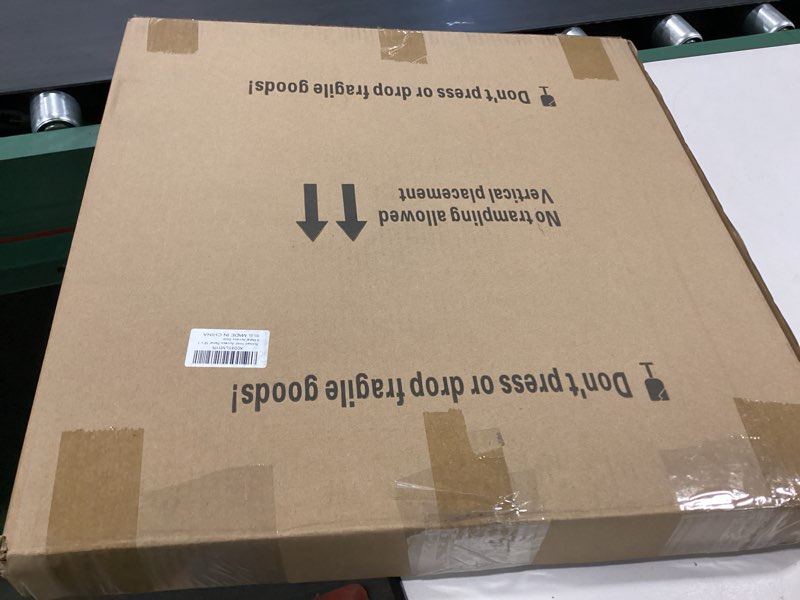 Don't press or drop fragile goods!
No trampling allowed
Vertical placement
Don't press or drop fragile goods!
MADE IN CHINA